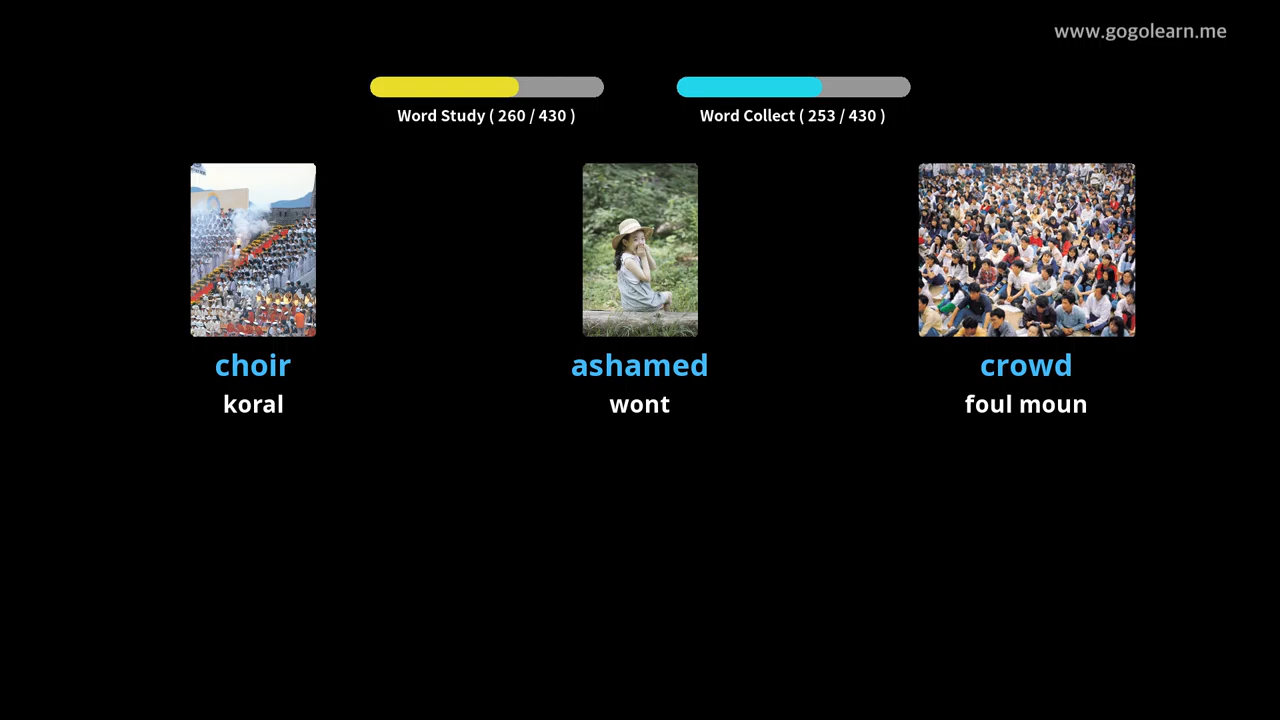 www.gogolearn.me
Word Study ( 260 / 430 )
Word Collect ( 253 / 430 )
choir
ashamed
crowd
koral
wont
foul moun